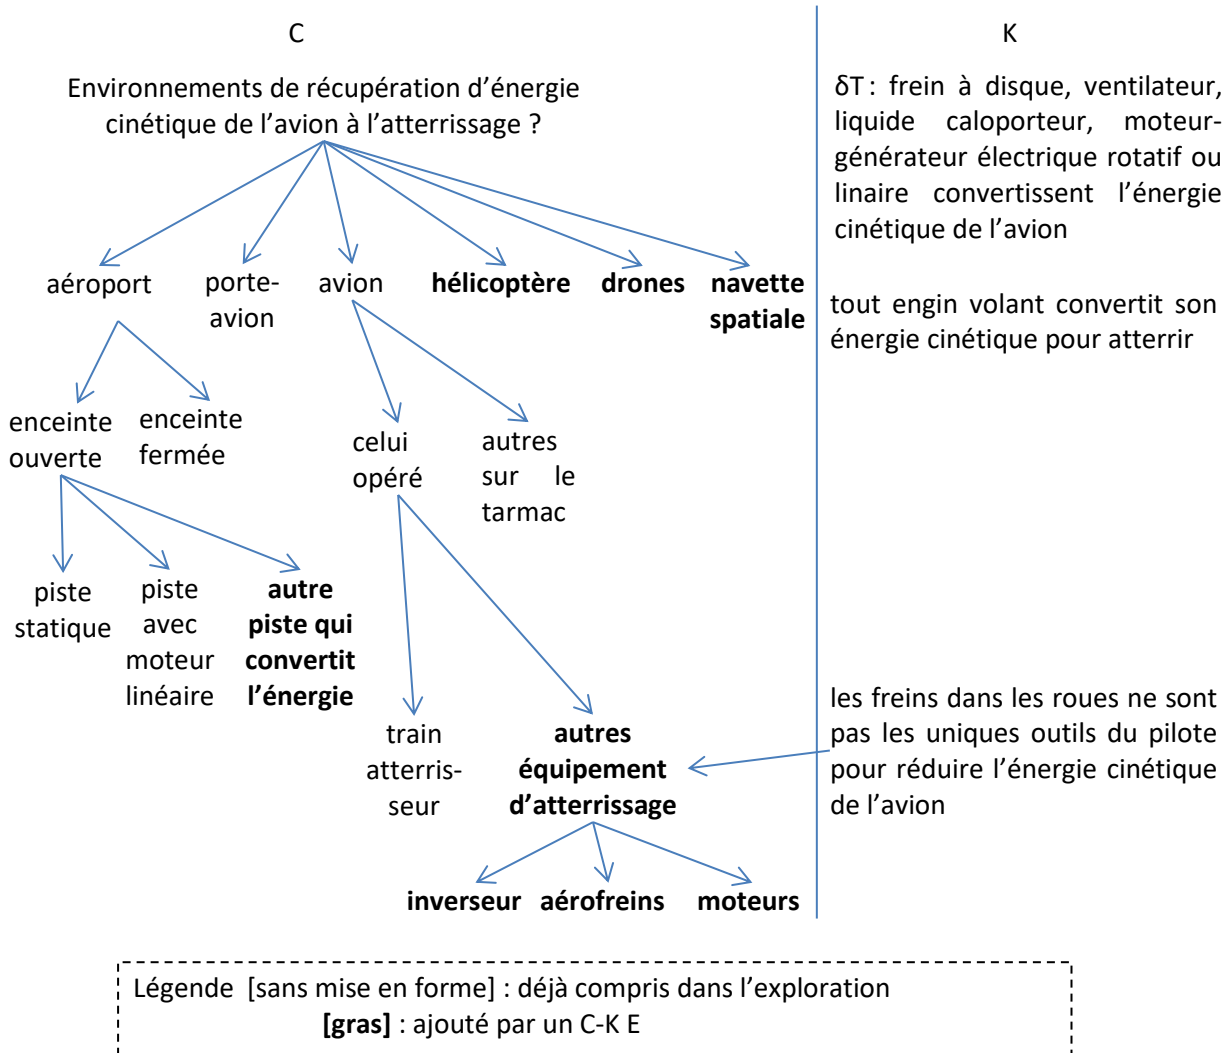 C
K
Environnements de récupération d’énergie
cinétique de l’avion à l’atterrissage ?
δT : frein à disque, ventilateur,
liquide caloporteur, moteur-
générateur électrique rotatif ou
linaire convertissent l’énergie
cinétique de l’avion
aéroport
porte-
avion
avion
hélicoptère
drones
navette
spatiale
tout engin volant convertit son
énergie cinétique pour atterrir
enceinte
ouverte
enceinte
fermée
celui
opéré
autres
sur le
tarmac
piste
statique
piste
avec
moteur
linéaire
autre
piste qui
convertit
l’énergie
train
atterris-
seur
autres
équipement
d’atterrissage
les freins dans les roues ne sont
pas les uniques outils du pilote
pour réduire l’énergie cinétique
de l’avion
inverseur
aérofreins
moteurs
Légende [sans mise en forme] : déjà compris dans l’exploration
[gras] : ajouté par un C-K E